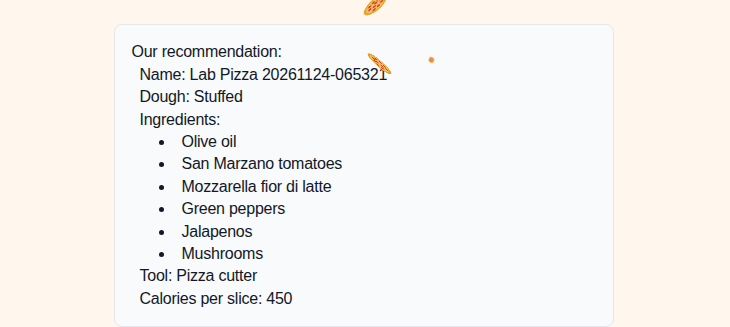 Our recommendation:
Name: Lab Pizza 20261124-065321
Dough: Stuffed
Ingredients:
• Olive oil
• San Marzano tomatoes
• Mozzarella fior di latte
• Green peppers
• Jalapenos
• Mushrooms
Tool: Pizza cutter
Calories per slice: 450